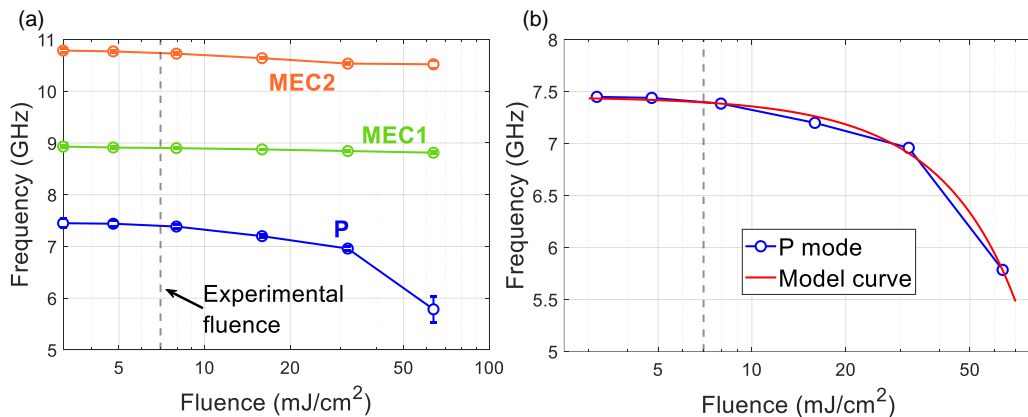 (a)
11
10
9
8
7
6
5
Frequency (GHz)
MEC2
MEC1
P
Experimental
fluence
5
10
20
30
50
100
Fluence (mJ/cm²)
(b)
8
7.5
7
6.5
6
5.5
5
Frequency (GHz)
P mode
Model curve
5
10
20
50
Fluence (mJ/cm²)